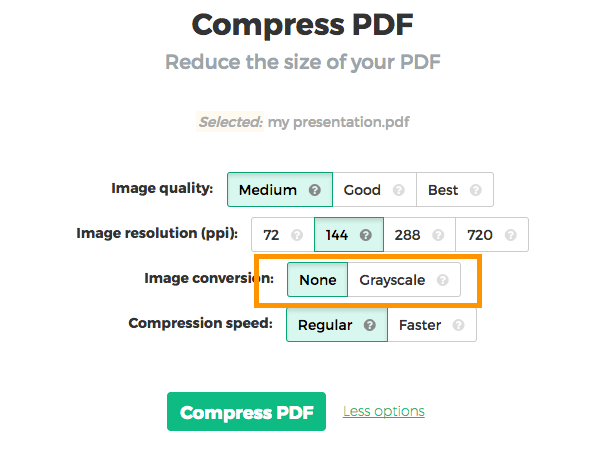 Compress PDF
Reduce the size of your PDF
Selected: my presentation.pdf
Image quality: Medium ? Good ? Best ?
Image resolution (ppi): 72 ? 144 ? 288 ? 720 ?
Image conversion: None Grayscale ?
Compression speed: Regular ? Faster ?
Compress PDF Less options